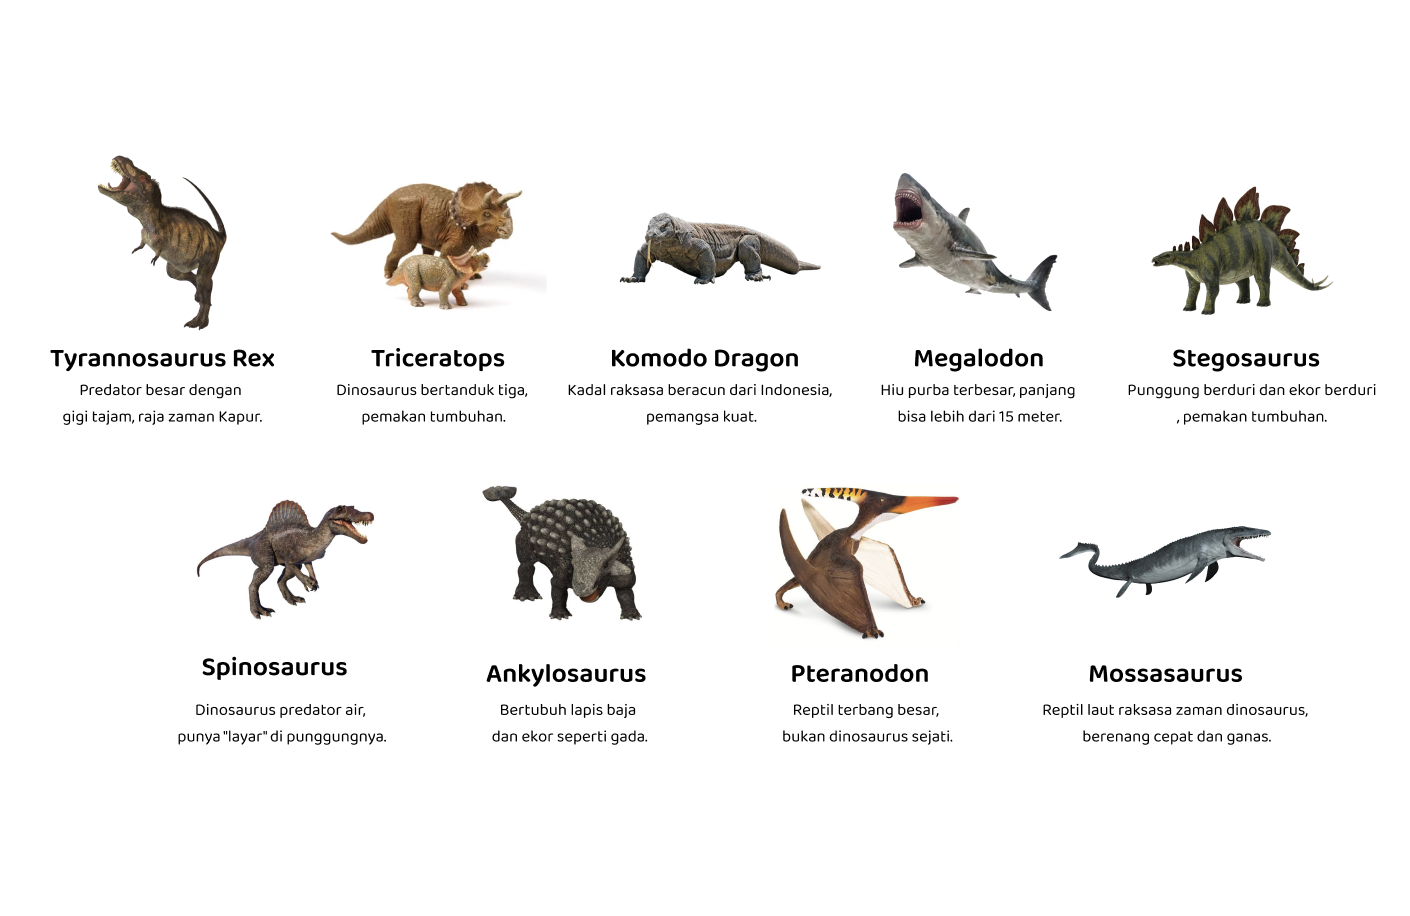 Tyrannosaurus Rex
Predator besar dengan
gigi tajam, raja zaman Kapur.
Triceratops
Dinosaurus bertanduk tiga,
pemakan tumbuhan.
Komodo Dragon
Kadal raksasa beracun dari Indonesia,
pemangsa kuat.
Megalodon
Hiu purba terbesar, panjang
bisa lebih dari 15 meter.
Stegosaurus
Punggung berduri dan ekor berduri
, pemakan tumbuhan.
Spinosaurus
Dinosaurus predator air,
punya "layar" di punggungnya.
Ankylosaurus
Bertubuh lapis baja
dan ekor seperti gada.
Pteranodon
Reptil terbang besar,
bukan dinosaurus sejati.
Mossasaurus
Reptil laut raksasa zaman dinosaurus,
berenang cepat dan ganas.